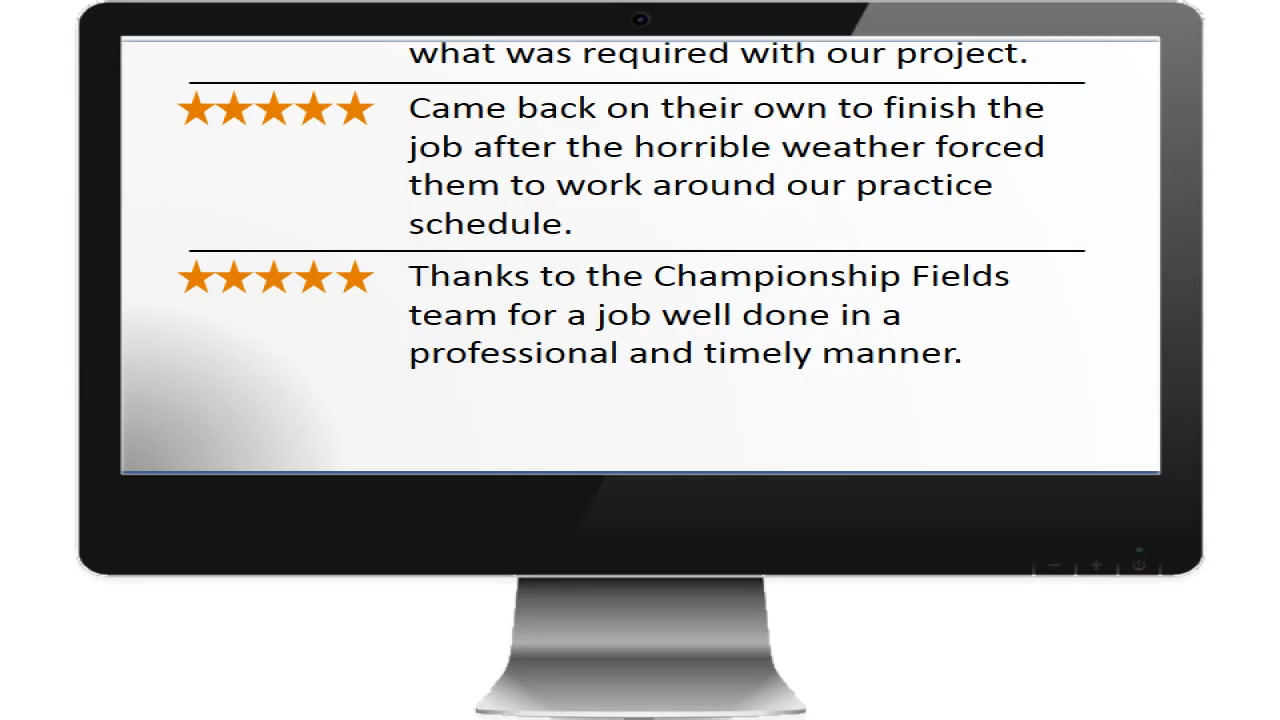 what was required with our project.
Came back on their own to finish the
job after the horrible weather forced
them to work around our practice
schedule.
Thanks to the Championship Fields
team for a job well done in a
professional and timely manner.